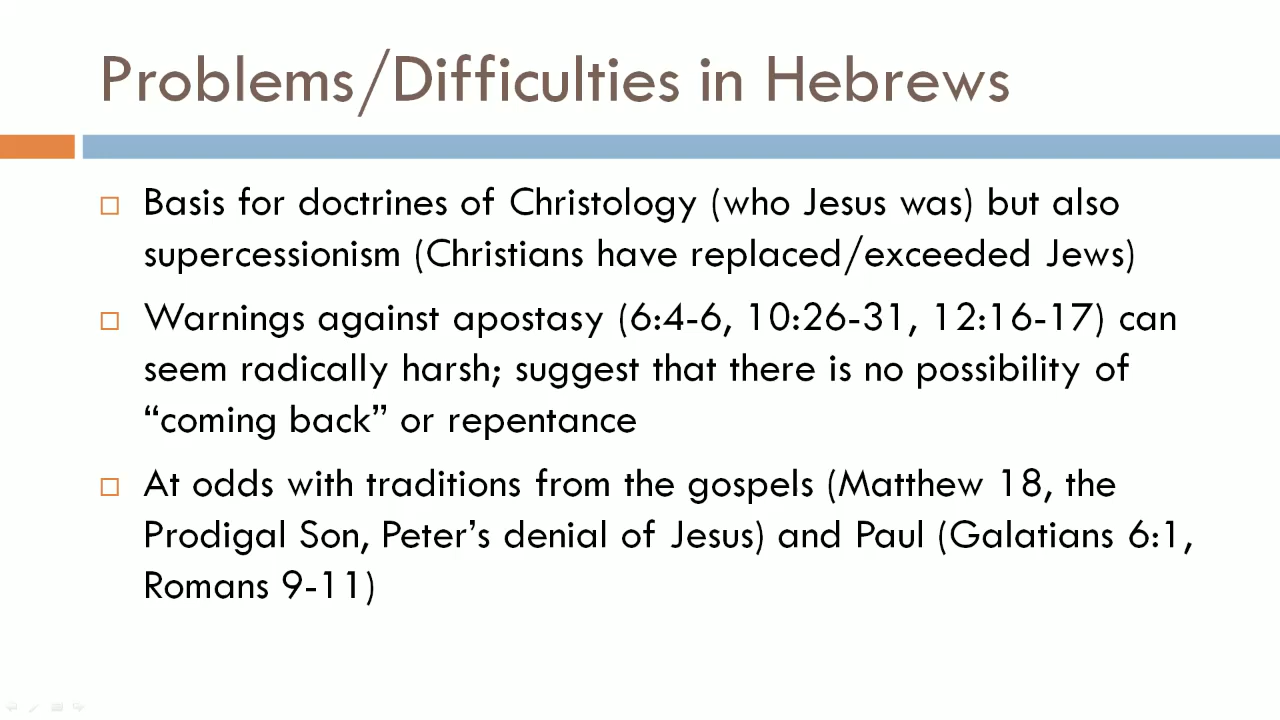 Problems/Difficulties in Hebrews
Basis for doctrines of Christology (who Jesus was) but also
supercessionism (Christians have replaced/exceeded Jews)
Warnings against apostasy (6:4-6, 10:26-31, 12:16-17) can
seem radically harsh; suggest that there is no possibility of
“coming back” or repentance
At odds with traditions from the gospels (Matthew 18, the
Prodigal Son, Peter’s denial of Jesus) and Paul (Galatians 6:1,
Romans 9-11)